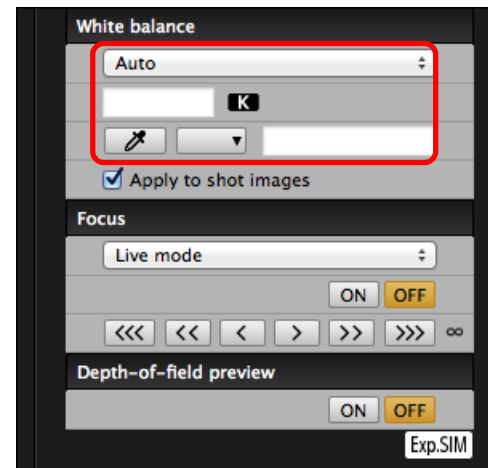 White balance
Auto
K
Apply to shot images
Focus
Live mode
ON OFF
<<< << < > >> >>> ∞
Depth-of-field preview
ON OFF
Exp.SIM